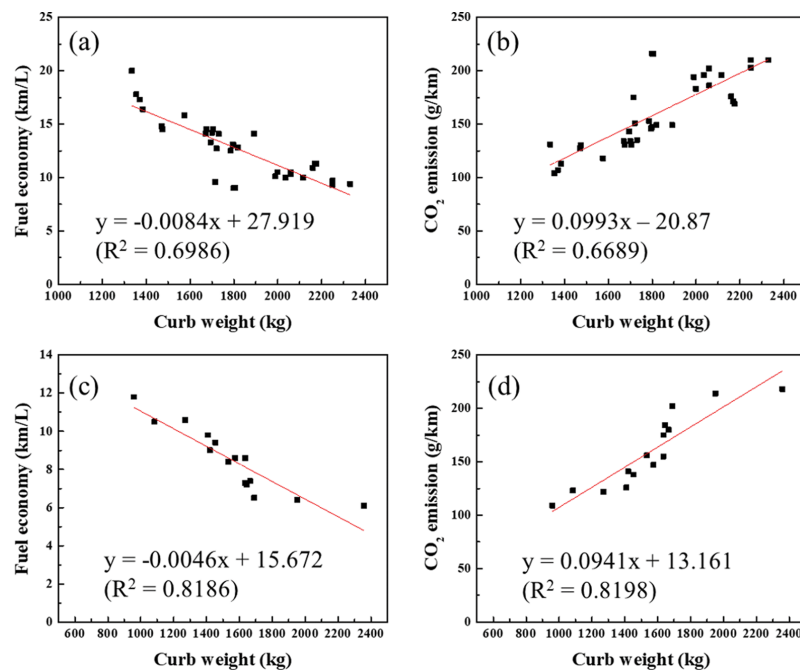 (a)
Fuel economy (km/L)
25
20
15
10
5
0
y = -0.0084x + 27.919
(R² = 0.6986)
1000 1200 1400 1600 1800 2000 2200 2400
Curb weight (kg)
(b)
CO₂ emission (g/km)
250
200
150
100
50
0
y = 0.0993x – 20.87
(R² = 0.6689)
1000 1200 1400 1600 1800 2000 2200 2400
Curb weight (kg)
(c)
Fuel economy (km/L)
14
12
10
8
6
4
2
0
y = -0.0046x + 15.672
(R² = 0.8186)
600 800 1000 1200 1400 1600 1800 2000 2200 2400
Curb weight (kg)
(d)
CO₂ emission (g/km)
250
200
150
100
50
0
y = 0.0941x + 13.161
(R² = 0.8198)
600 800 1000 1200 1400 1600 1800 2000 2200 2400
Curb weight (kg)